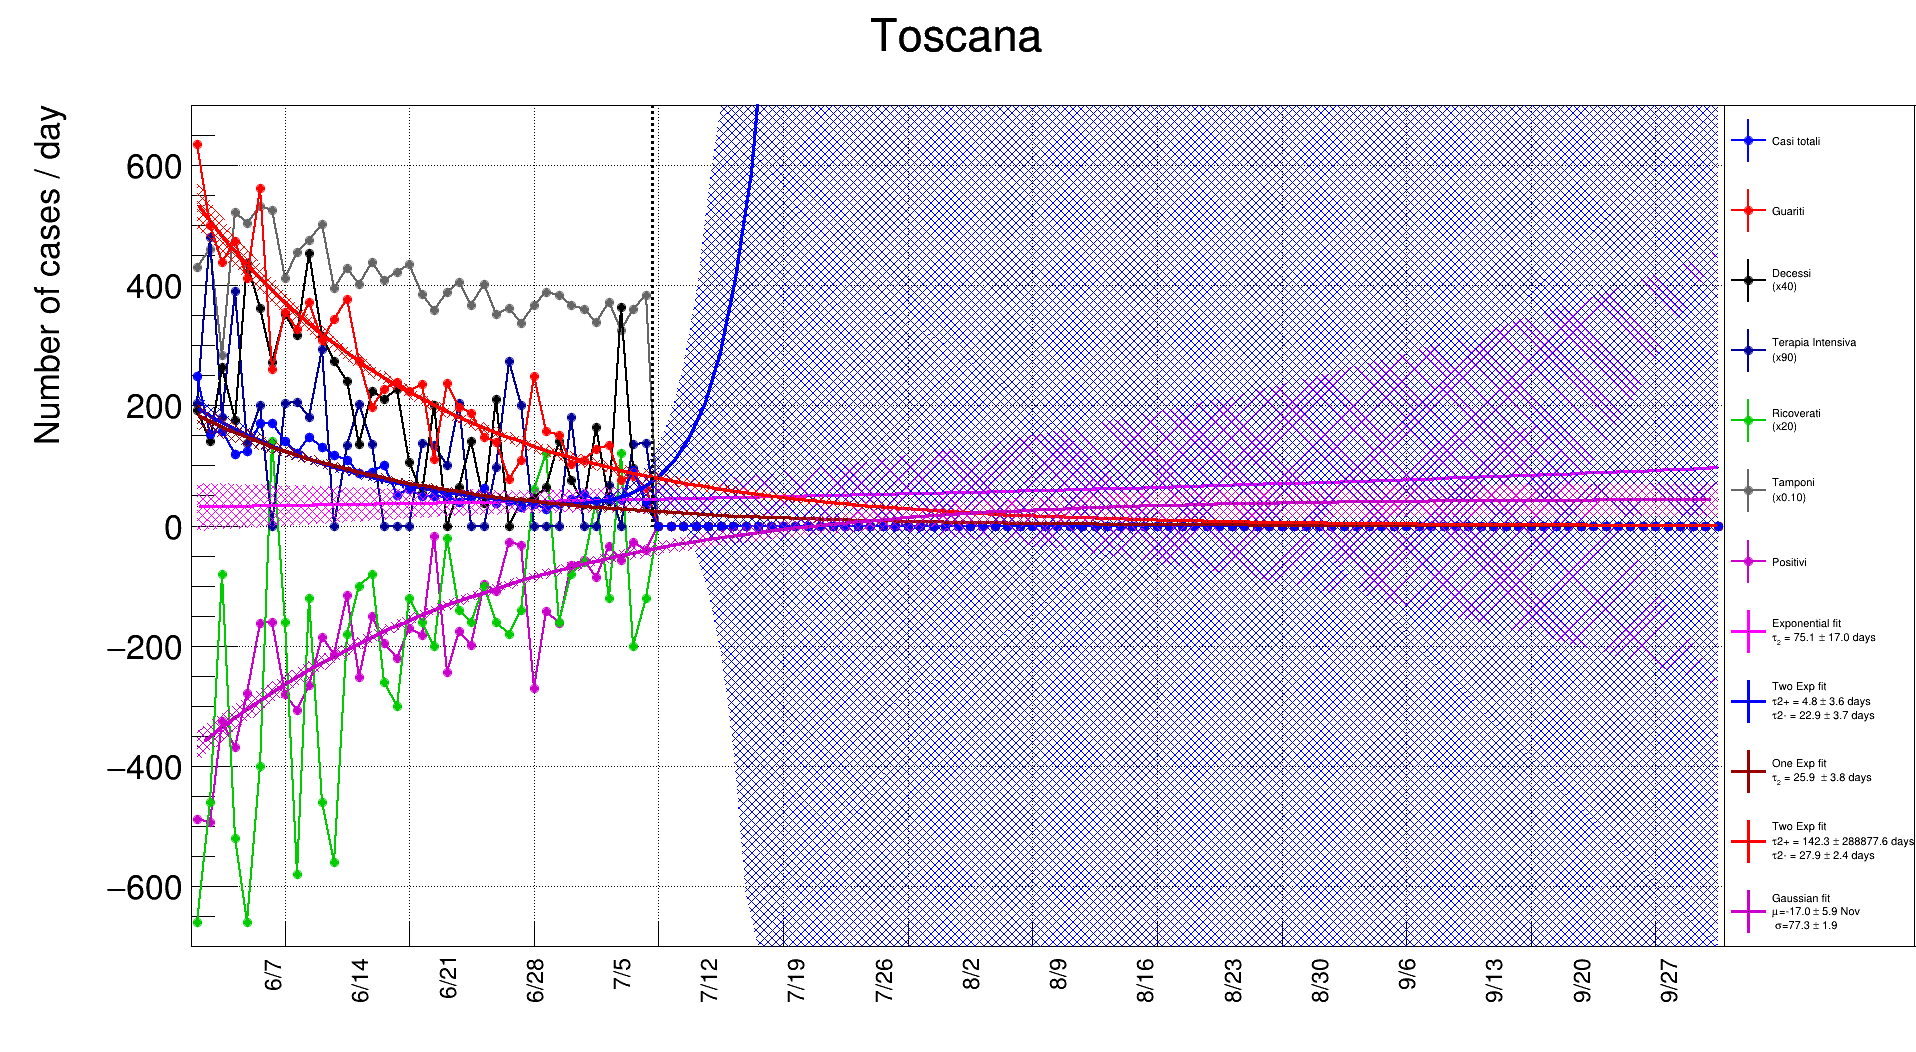 Toscana
Number of cases / day
600
400
200
0
−200
−400
−600
6/7
6/14
6/21
6/28
7/5
7/12
7/19
7/26
8/2
8/9
8/16
8/23
8/30
9/6
9/13
9/20
9/27
Casi totali
Guariti
Decessi
(x40)
Terapia Intensiva
(x90)
Ricoverati
(x20)
Tamponi
(x0.10)
Positivi
Exponential fit
τ₂ = 75.1 ± 17.0 days
Two Exp fit
τ2+ = 4.8 ± 3.6 days
τ2- = 22.9 ± 3.7 days
One Exp fit
τ₂ = 25.9 ± 3.8 days
Two Exp fit
τ2+ = 142.3 ± 288877.6 days
τ2- = 27.9 ± 2.4 days
Gaussian fit
μ=-17.0 ± 5.9 Nov
σ=77.3 ± 1.9